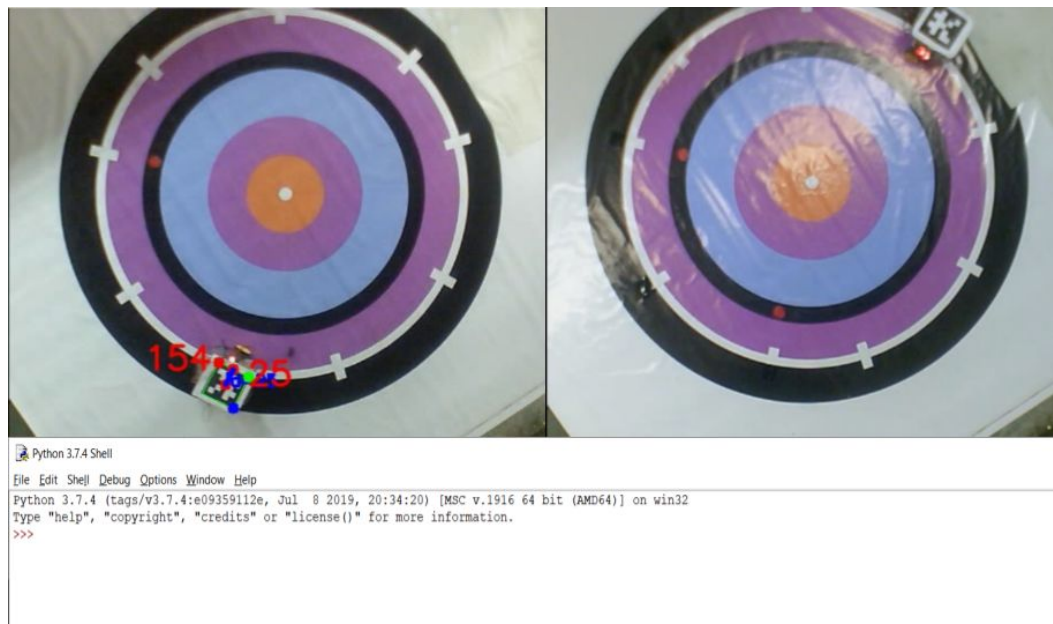 154 25
Python 3.7.4 Shell
File Edit Shell Debug Options Window Help
Python 3.7.4 (tags/v3.7.4:e09359112e, Jul 8 2019, 20:34:20) [MSC v.1916 64 bit (AMD64)] on win32
Type "help", "copyright", "credits" or "license()" for more information.
>>>